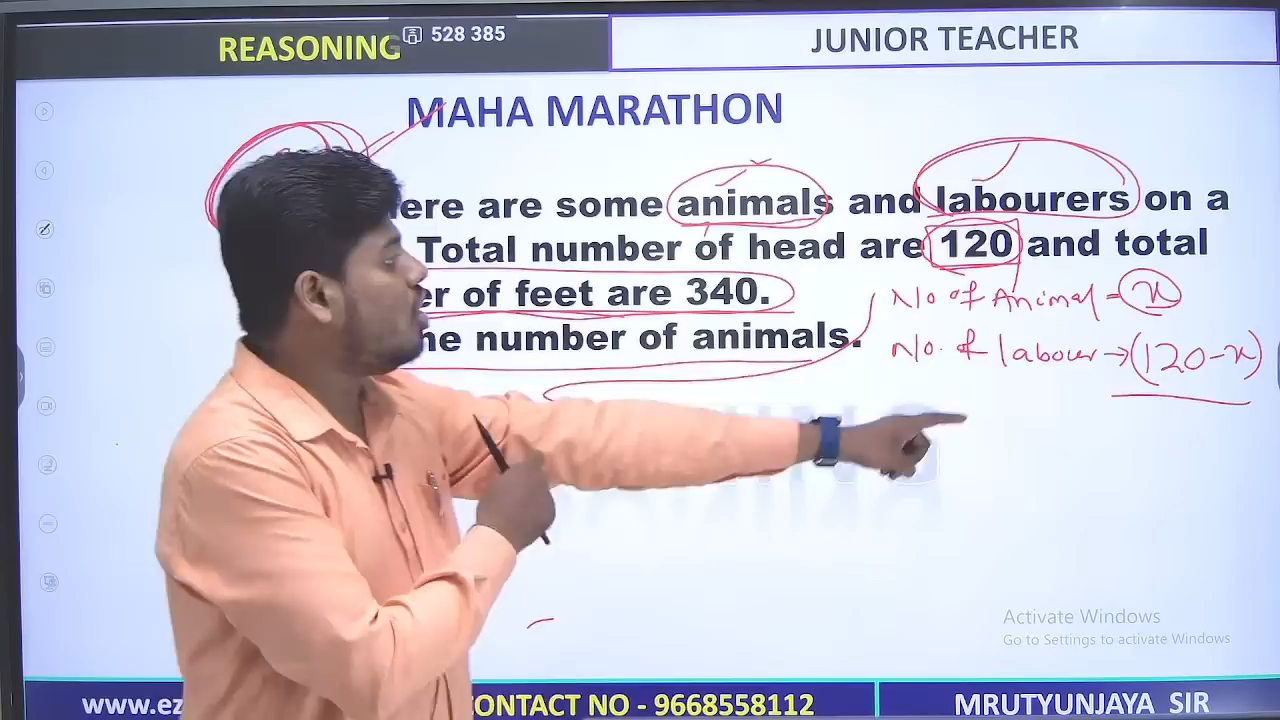 REASONING
528 385
JUNIOR TEACHER
MAHA MARATHON
ere are some animals and labourers on a
Total number of head are 120 and total
er of feet are 340.
he number of animals.
No of Animal = x
No. of labour → (120-x)
Activate Windows
Go to Settings to activate Windows
www.ez
CONTACT NO - 9668558112
MRUTYUNJAYA SIR